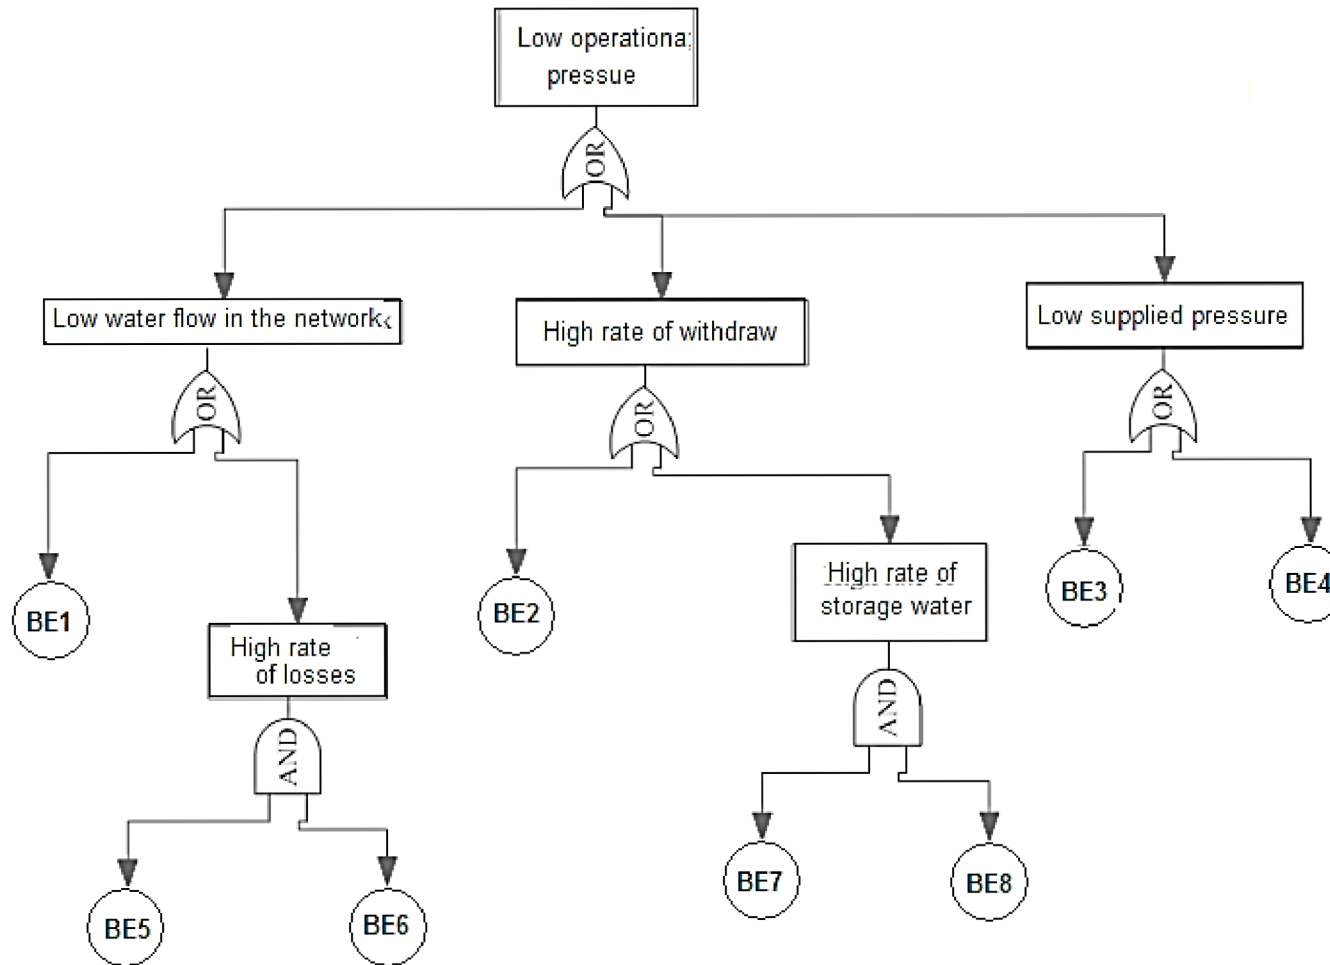 Low operationa;
pressue
OR
Low water flow in the network
High rate of withdraw
Low supplied pressure
OR
OR
OR
BE1
High rate
of losses
BE2
High rate of
storage water
BE3
BE4
AND
AND
BE5
BE6
BE7
BE8